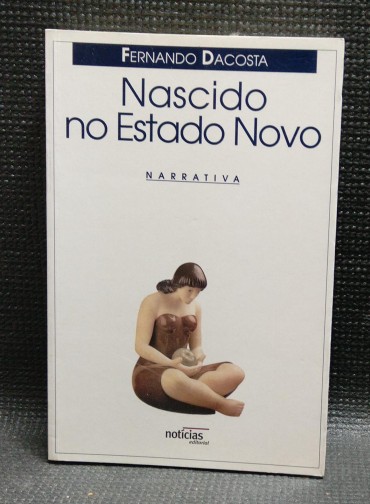 FERNANDO DACOSTA
Nascido
no Estado Novo
NARRATIVA
notícias
editorial